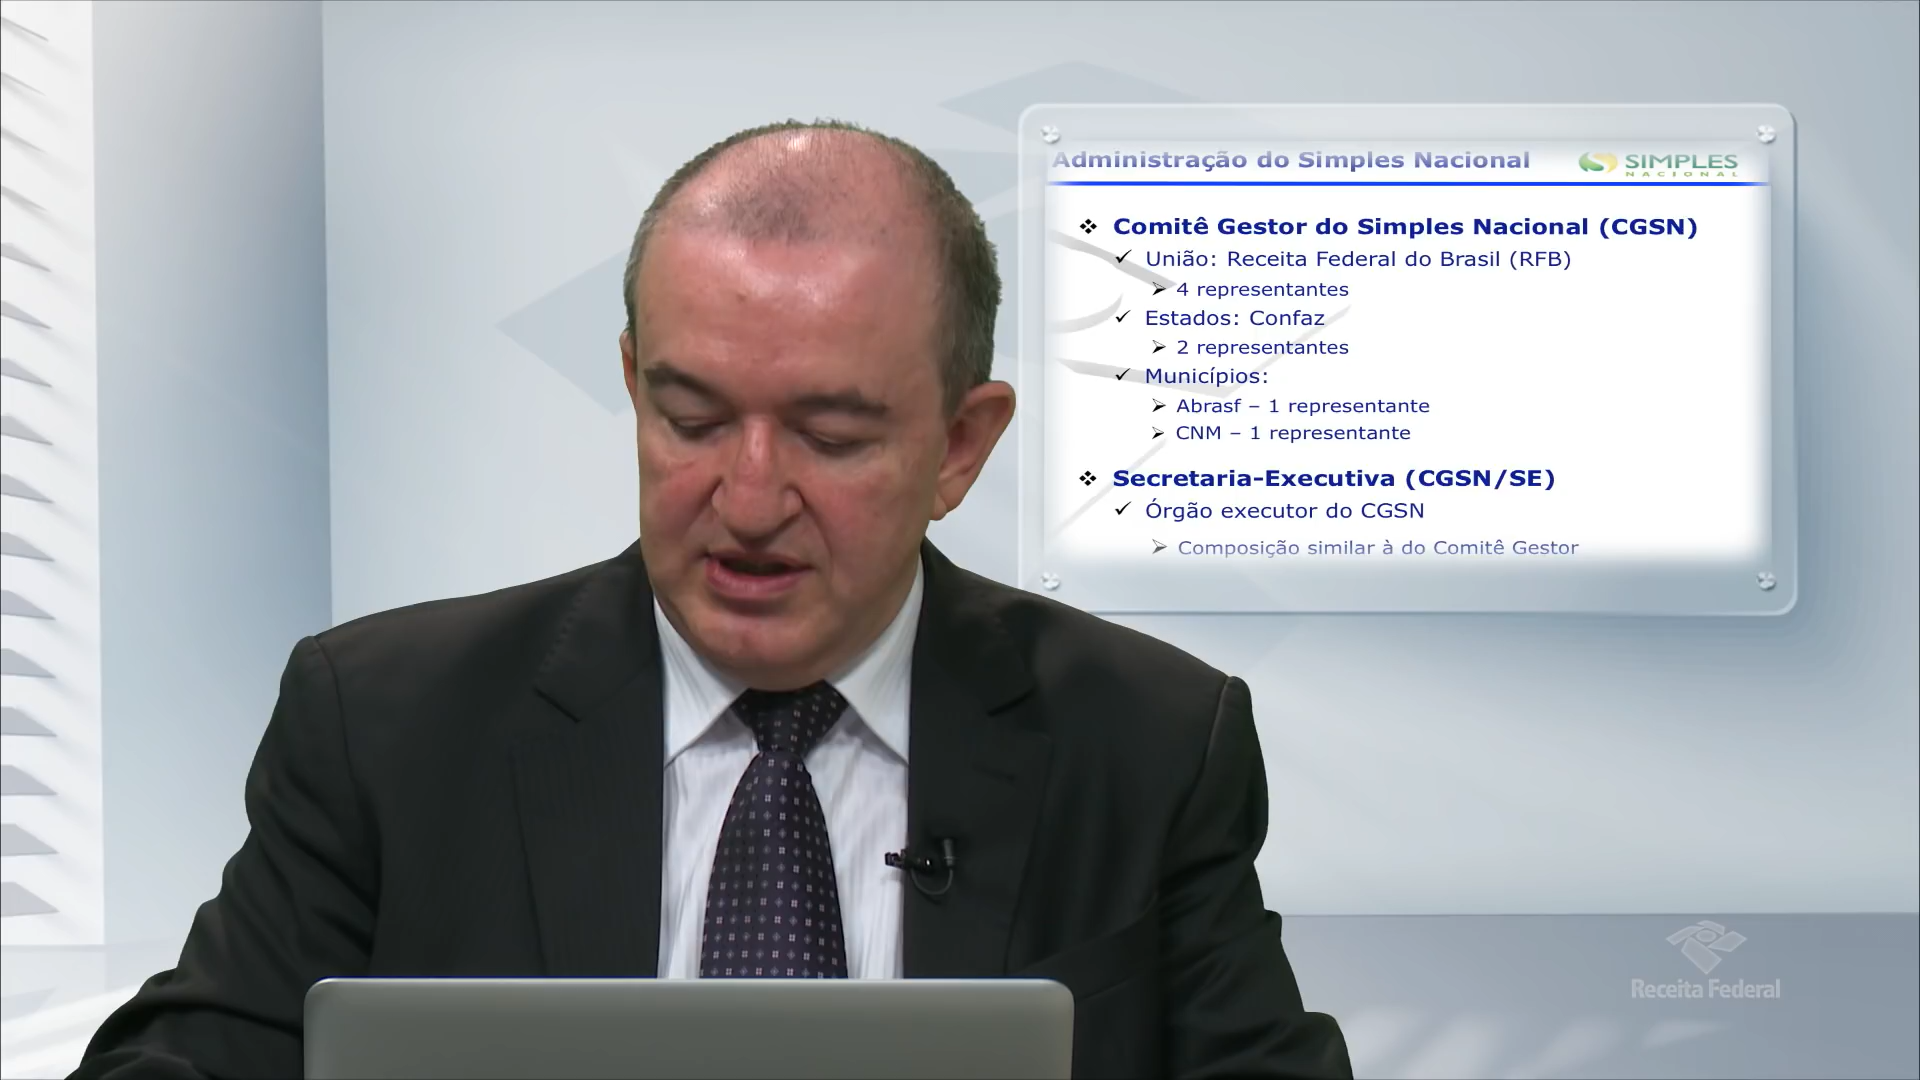 Administração do Simples Nacional
SIMPLES
NACIONAL
Comitê Gestor do Simples Nacional (CGSN)
União: Receita Federal do Brasil (RFB)
4 representantes
Estados: Confaz
2 representantes
Municípios:
Abrasf – 1 representante
CNM – 1 representante
Secretaria-Executiva (CGSN/SE)
Órgão executor do CGSN
Composição similar à do Comitê Gestor
Receita Federal